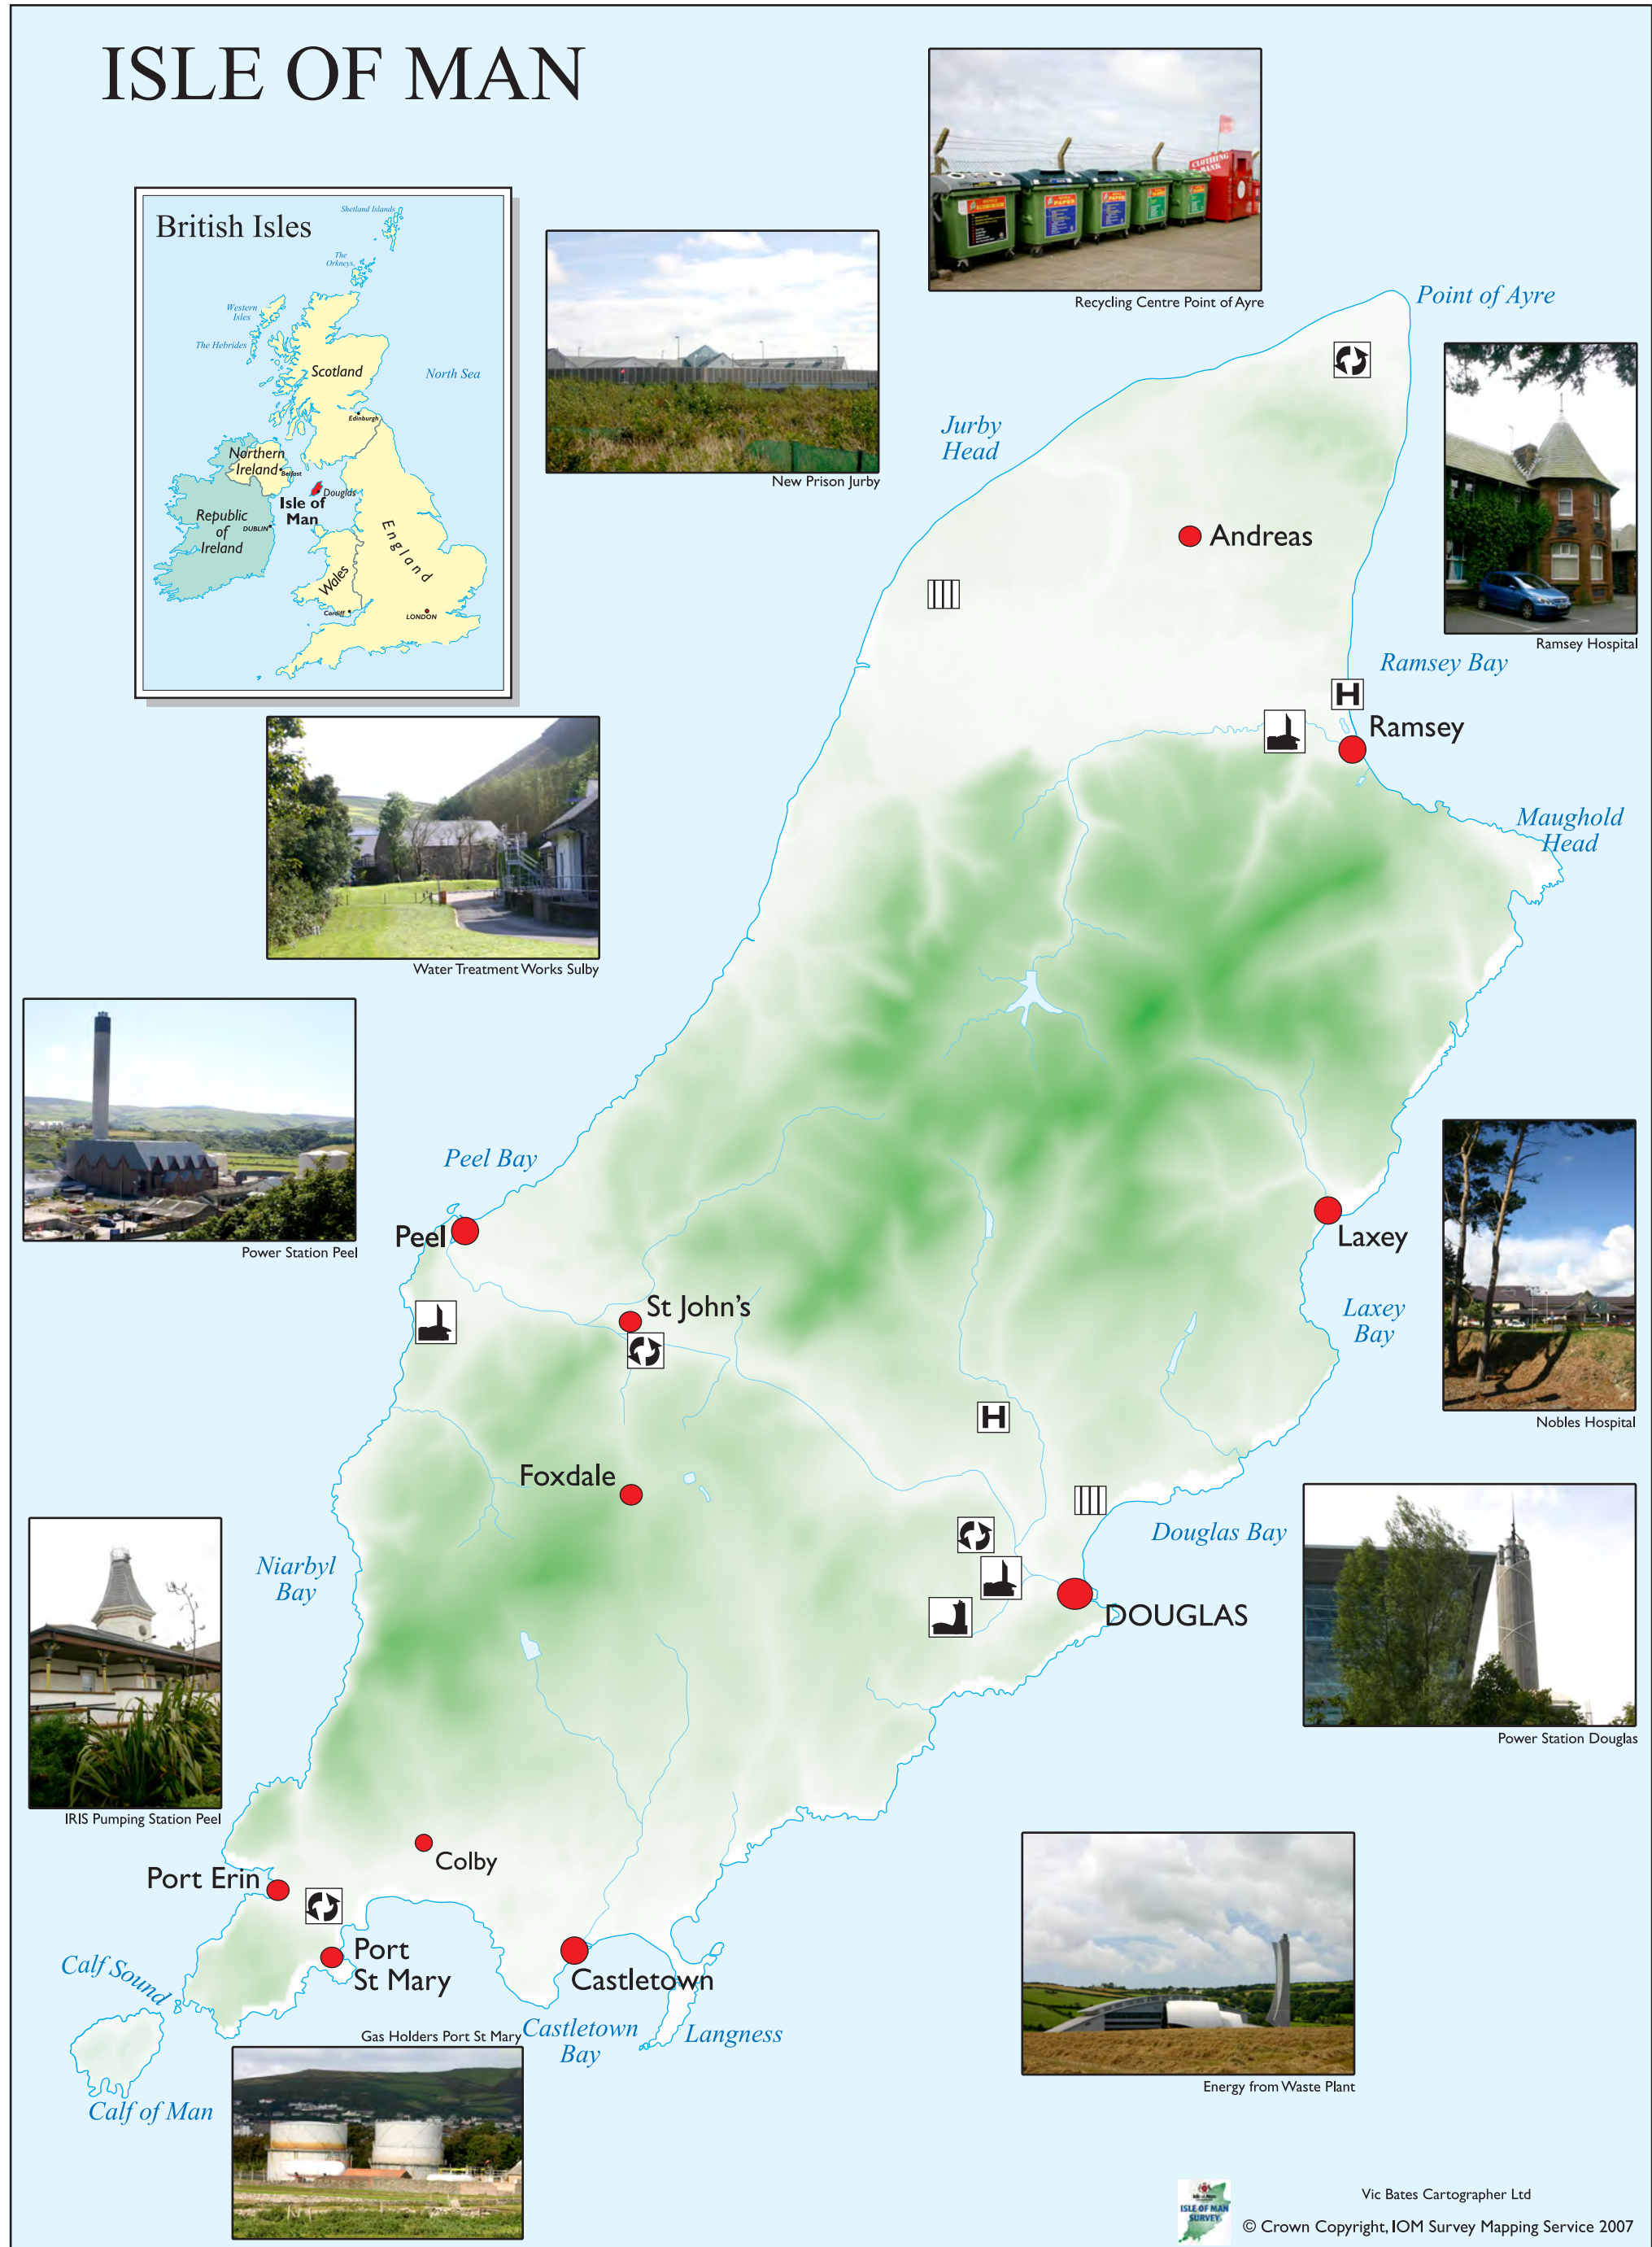 ISLE OF MAN
British Isles
Shetland Islands
The
Orkneys
Western
Isles
The Hebrides
Scotland
North Sea
Edinburgh
Northern
Ireland
Belfast
Douglas
Isle of
Man
Republic
of
Ireland
DUBLIN
England
Wales
Cardiff
LONDON
CLOTHING
BANK
Recycling Centre Point of Ayre
New Prison Jurby
Point of Ayre
Jurby
Head
Andreas
Ramsey Hospital
Ramsey Bay
H
Ramsey
Maughold
Head
Water Treatment Works Sulby
Power Station Peel
Peel Bay
Peel
St John's
Laxey
Laxey
Bay
Nobles Hospital
H
Foxdale
Niarbyl
Bay
Douglas Bay
DOUGLAS
Power Station Douglas
IRIS Pumping Station Peel
Colby
Port Erin
Port
St Mary
Castletown
Calf Sound
Castletown
Bay
Langness
Calf of Man
Gas Holders Port St Mary
Energy from Waste Plant
ISLE OF MAN
SURVEY
Vic Bates Cartographer Ltd
© Crown Copyright, IOM Survey Mapping Service 2007